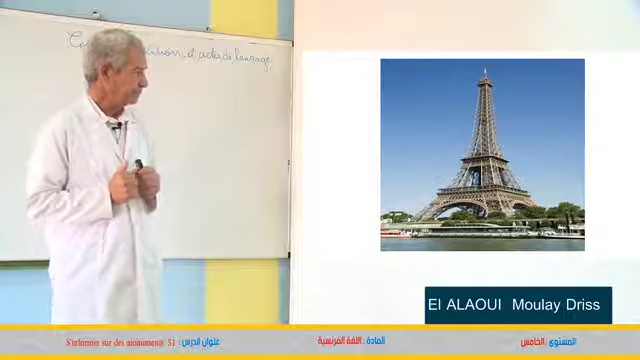 et actes de langage
El ALAOUI Moulay Driss
المستوى : الخامس
المادة : اللغة الفرنسية
عنوان الدرس : S'informer sur des monuments S1